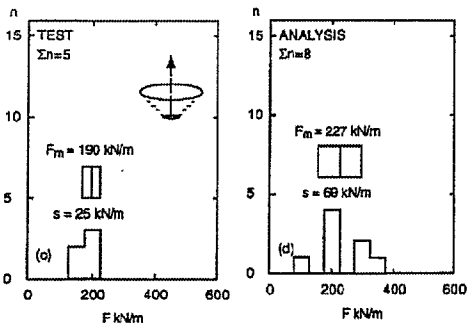 n
15
TEST
Σn=5
10
Fm = 190 kN/m
5
s = 25 kN/m
(c)
0
0 200 400 600
F kN/m
n
15
ANALYSIS
Σn=8
10
Fm = 227 kN/m
5
s = 69 kN/m
(d)
0
0 200 400 600
F kN/m